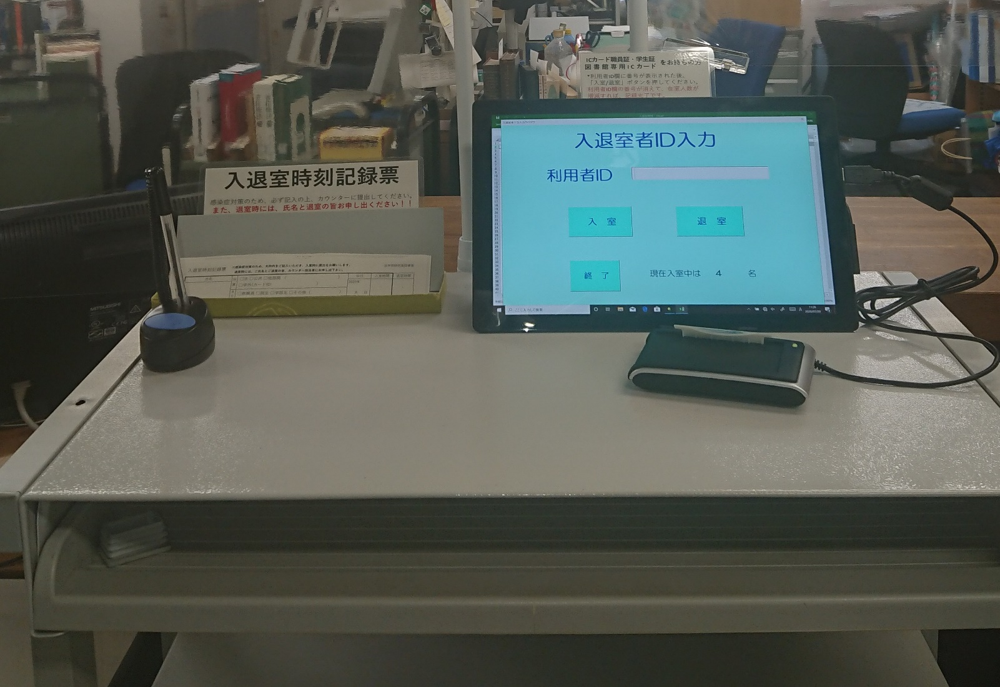 ICカード職員証・学生証
図書館専用ICカード をお持ちの方
*利用者ID欄に番号が表示された後、
「入室/退室」ボタンを押してください。
利用者ID欄の番号が消えて、在室人数が
増減すれば、記録完了です。
入退室時刻記録票
感染症対策のため、必ず記入の上、カウンターに提出してください。
また、退室時には、氏名と退室の旨お申し出ください！！
入退室時刻記録票
入退室者ID入力
利用者ID
入 室
退 室
終 了
現在入室中は 4 名
ここに入力して検索
MITSUBISHI